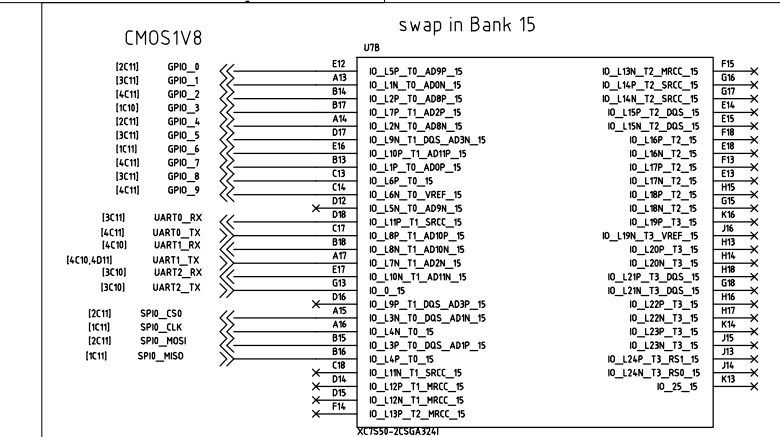 CMOS1V8
swap in Bank 15
U7B
[2C11] GPIO_0 E12 IO_L5P_T0_AD9P_15 IO_L13N_T2_MRCC_15 F15
[3C11] GPIO_1 A13 IO_L1N_T0_AD0N_15 IO_L14P_T2_SRCC_15 G16
[4C11] GPIO_2 B14 IO_L2P_T0_AD8P_15 IO_L14N_T2_SRCC_15 G17
[1C10] GPIO_3 B17 IO_L7P_T1_AD2P_15 IO_L15P_T2_DQS_15 E14
[2C11] GPIO_4 A14 IO_L2N_T0_AD8N_15 IO_L15N_T2_DQS_15 E15
[3C11] GPIO_5 D17 IO_L9N_T1_DQS_AD3N_15 IO_L16P_T2_15 F18
[1C11] GPIO_6 E16 IO_L10P_T1_AD11P_15 IO_L16N_T2_15 E18
[4C11] GPIO_7 B13 IO_L1P_T0_AD0P_15 IO_L17P_T2_15 F13
[3C11] GPIO_8 C13 IO_L6P_T0_15 IO_L17N_T2_15 E13
[4C11] GPIO_9 C14 IO_L6N_T0_VREF_15 IO_L18P_T2_15 H15
D12 IO_L5N_T0_AD9N_15 IO_L18N_T2_15 G15
[3C11] UART0_RX D18 IO_L11P_T1_SRCC_15 IO_L19P_T3_15 K16
[4C11] UART0_TX C17 IO_L8P_T1_AD10P_15 IO_L19N_T3_VREF_15 J16
[4C10] UART1_RX B18 IO_L8N_T1_AD10N_15 IO_L20P_T3_15 H13
[4C10,4D11] UART1_TX A17 IO_L7N_T1_AD2N_15 IO_L20N_T3_15 H14
[3C10] UART2_RX E17 IO_L10N_T1_AD11N_15 IO_L21P_T3_DQS_15 H18
[3C10] UART2_TX G13 IO_0_15 IO_L21N_T3_DQS_15 G18
D16 IO_L9P_T1_DQS_AD3P_15 IO_L22P_T3_15 H16
[2C11] SPI0_CS0 A15 IO_L3N_T0_DQS_AD1N_15 IO_L22N_T3_15 H17
[1C11] SPI0_CLK A16 IO_L4N_T0_15 IO_L23P_T3_15 K14
[2C11] SPI0_MOSI B15 IO_L3P_T0_DQS_AD1P_15 IO_L23N_T3_15 J15
[1C11] SPI0_MISO B16 IO_L4P_T0_15 IO_L24P_T3_RS1_15 J13
C18 IO_L11N_T1_SRCC_15 IO_L24N_T3_RS0_15 J14
D14 IO_L12P_T1_MRCC_15 IO_25_15 K13
D15 IO_L12N_T1_MRCC_15
F14 IO_L13P_T2_MRCC_15
XC7S50-2CSGA324I